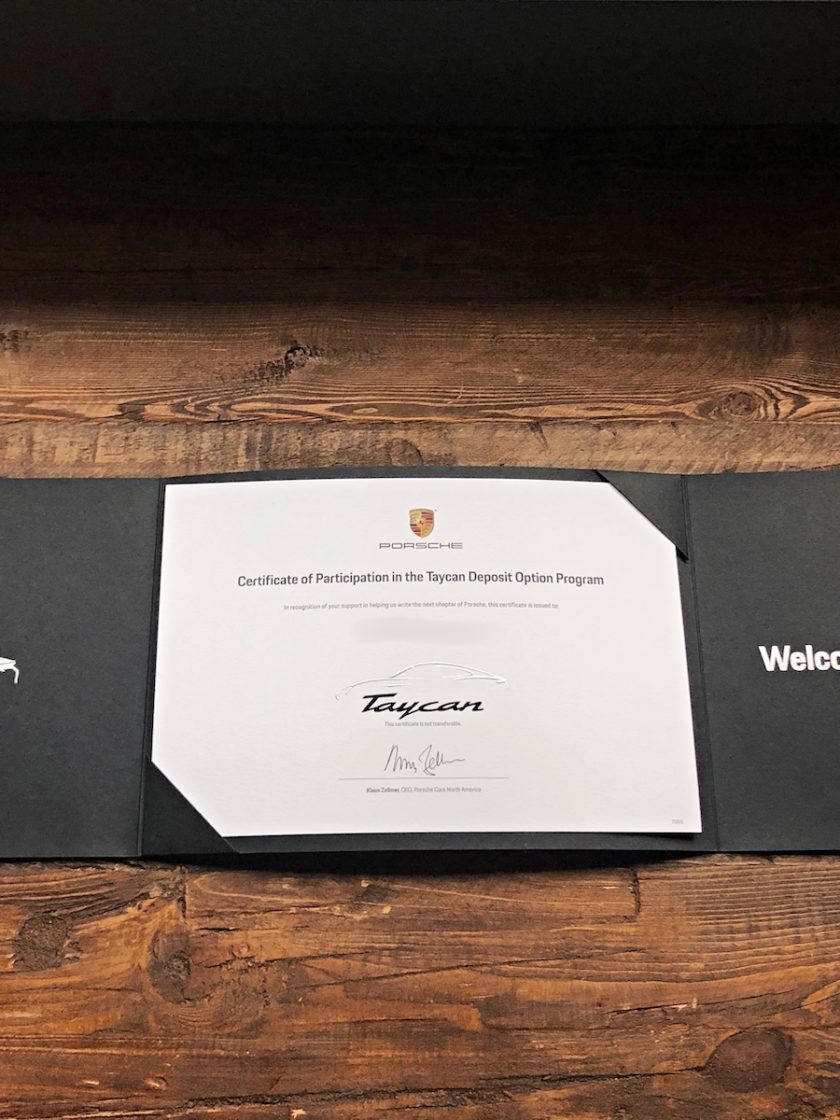 PORSCHE
Certificate of Participation in the Taycan Deposit Option Program
In recognition of your support in helping us write the next chapter of Porsche, this certificate is issued to:
Taycan
This certificate is not transferable.
Klaus Zellmer, CEO, Porsche Cars North America
Welco